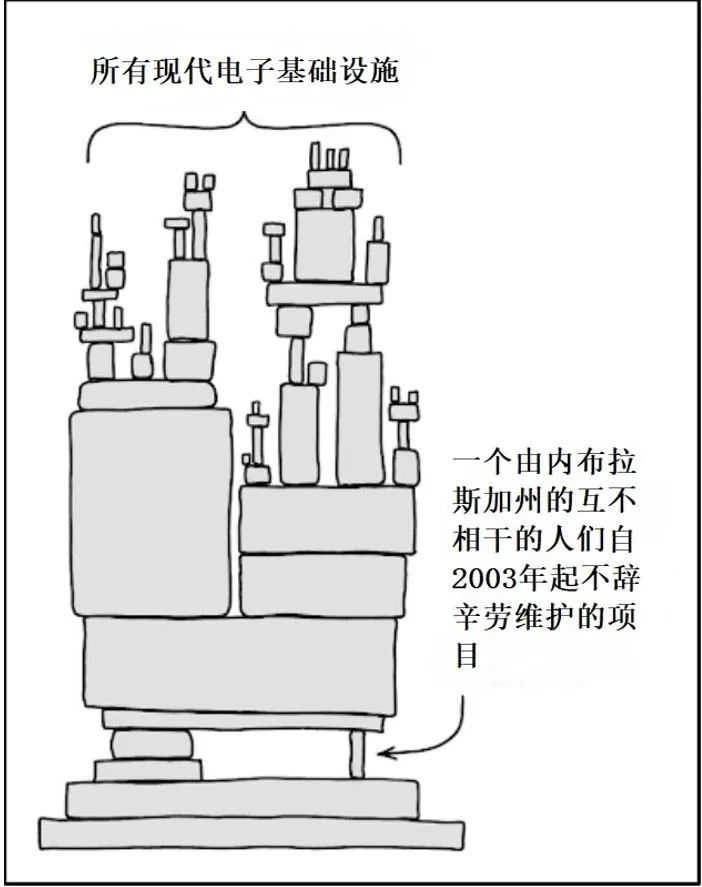 所有现代电子基础设施
一个由内布拉
斯加州的互不
相干的人们自
2003年起不辞
辛劳维护的项
目